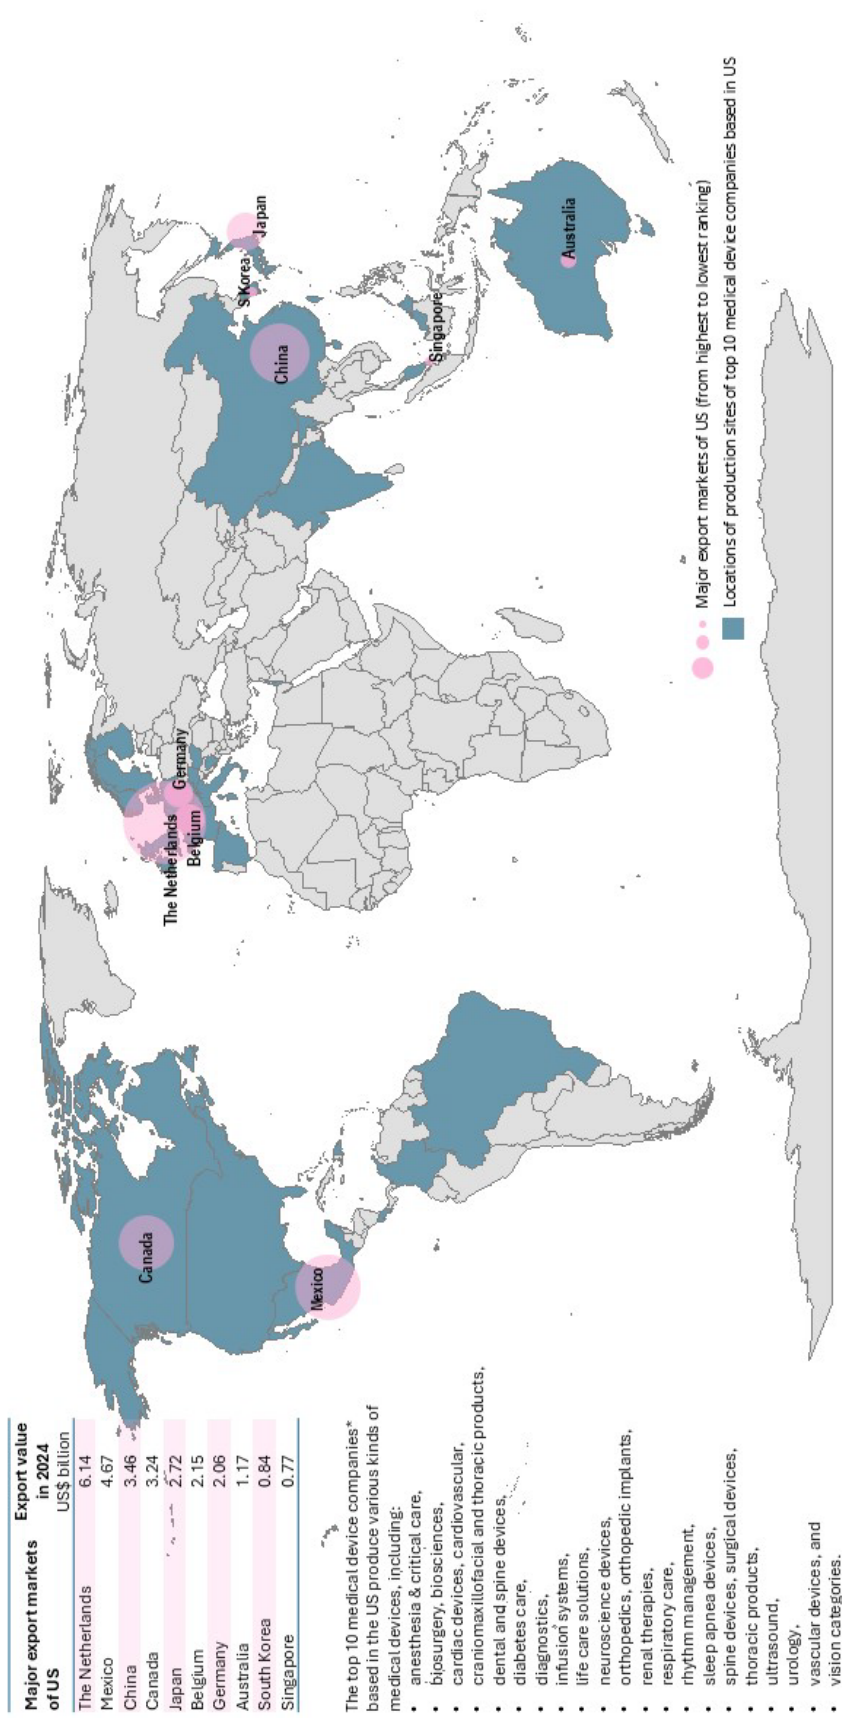 Major export markets of US
Export value in 2024
US$ billion
The Netherlands 6.14
Mexico 4.67
China 3.46
Canada 3.24
Japan 2.72
Belgium 2.15
Germany 2.06
Australia 1.17
South Korea 0.84
Singapore 0.77
The top 10 medical device companies*
based in the US produce various kinds of
medical devices, including:
• anesthesia & critical care,
• biosurgery, biosciences,
• cardiac devices, cardiovascular,
• craniomaxillofacial and thoracic products,
• dental and spine devices,
• diabetes care,
• diagnostics,
• infusion systems,
• life care solutions,
• neuroscience devices,
• orthopedics, orthopedic implants,
• renal therapies,
• respiratory care,
• rhythm management,
• sleep apnea devices,
• spine devices, surgical devices,
• thoracic products,
• ultrasound,
• urology,
• vascular devices, and
• vision categories.
Canada
Mexico
The Netherlands
Belgium
Germany
China
S Korea
Japan
Singapore
Australia
Major export markets of US (from highest to lowest ranking)
Locations of production sites of top 10 medical device companies based in US